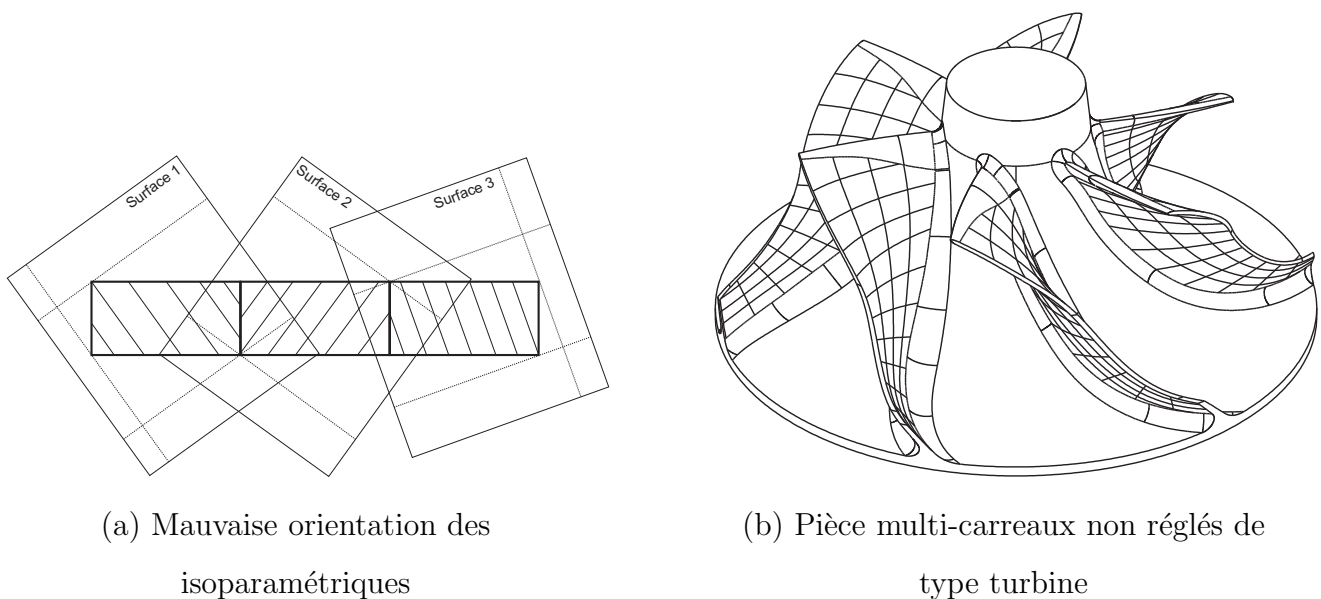 Surface 1
Surface 2
Surface 3
(a) Mauvaise orientation des
isoparamétriques
(b) Pièce multi-carreaux non réglés de
type turbine